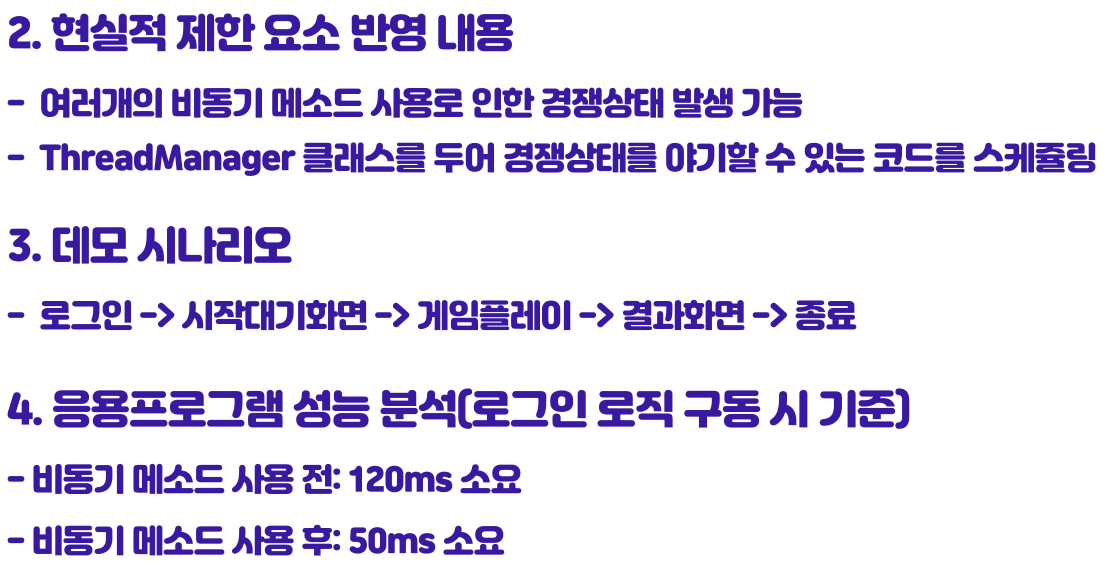 2. 현실적 제한 요소 반영 내용
- 여러개의 비동기 메소드 사용로 인한 경쟁상태 발생 가능
- ThreadManager 클래스를 두어 경쟁상태를 야기할 수 있는 코드를 스케쥴링
3. 데모 시나리오
- 로그인 -> 시작대기화면 -> 게임플레이 -> 결과화면 -> 종료
4. 응용프로그램 성능 분석(로그인 로직 구동 시 기준)
- 비동기 메소드 사용 전: 120ms 소요
- 비동기 메소드 사용 후: 50ms 소요